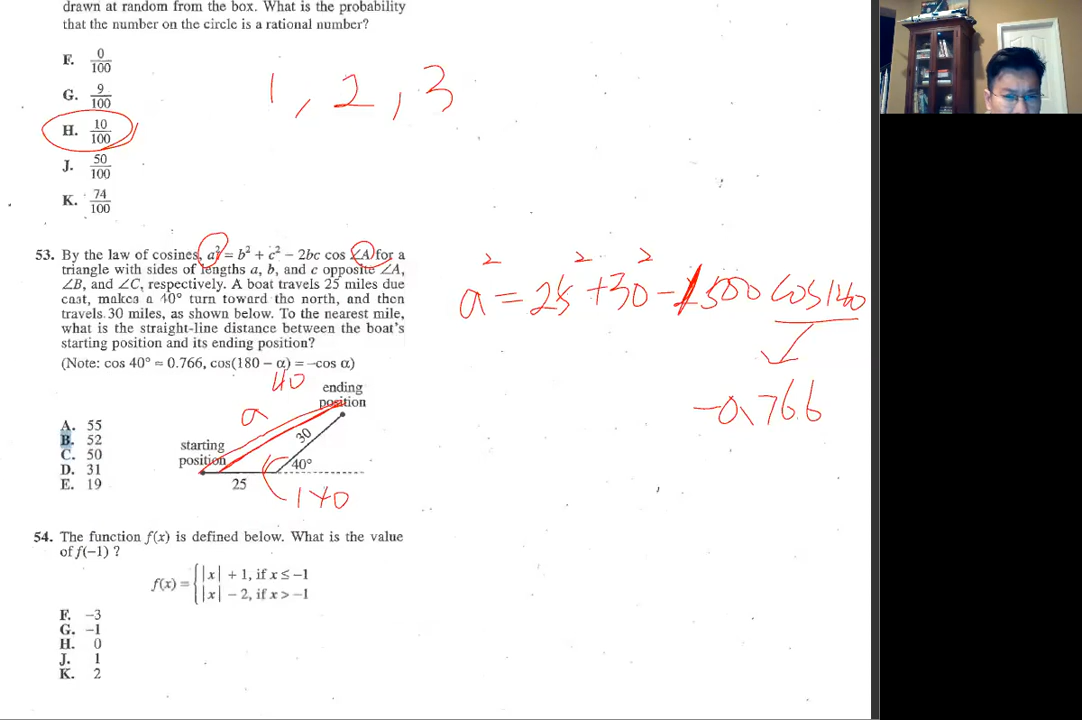 drawn at random from the box. What is the probability
that the number on the circle is a rational number?
F. 0/100
G. 9/100
H. 10/100
J. 50/100
K. 74/100
1, 2, 3
53. By the law of cosines, a² = b² + c² − 2bc cos ∠A for a
triangle with sides of lengths a, b, and c opposite ∠A,
∠B, and ∠C, respectively. A boat travels 25 miles due
east, makes a 40° turn toward the north, and then
travels 30 miles, as shown below. To the nearest mile,
what is the straight-line distance between the boat's
starting position and its ending position?
(Note: cos 40° = 0.766, cos(180 − α) = −cos α)
a² = 25² + 30² − 1500 cos 140
−0.766
40
A. 55
B. 52
C. 50
D. 31
E. 19
ending
position
a
starting
position
30
40°
25
140
54. The function f(x) is defined below. What is the value
of f(−1) ?
f(x) = { |x| + 1, if x ≤ −1
|x| − 2, if x > −1
F. −3
G. −1
H. 0
J. 1
K. 2